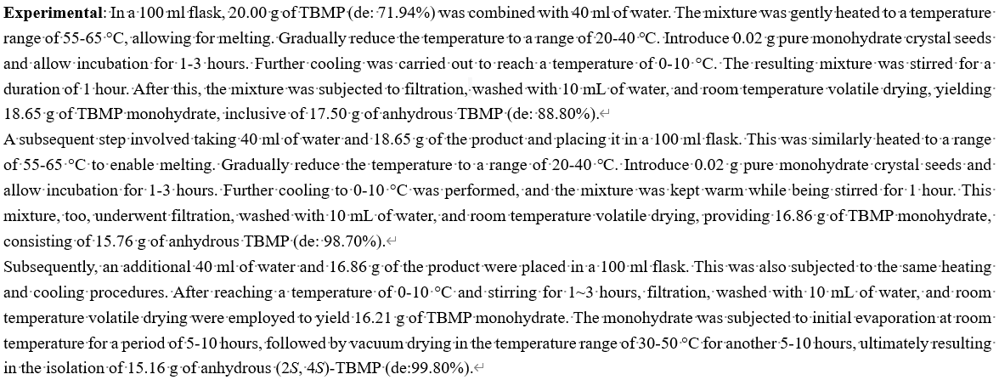 Experimental: In a 100 ml flask, 20.00 g of TBMP (de: 71.94%) was combined with 40 ml of water. The mixture was gently heated to a temperature
range of 55-65 °C, allowing for melting. Gradually reduce the temperature to a range of 20-40 °C. Introduce 0.02 g pure monohydrate crystal seeds
and allow incubation for 1-3 hours. Further cooling was carried out to reach a temperature of 0-10 °C. The resulting mixture was stirred for a
duration of 1 hour. After this, the mixture was subjected to filtration, washed with 10 mL of water, and room temperature volatile drying, yielding
18.65 g of TBMP monohydrate, inclusive of 17.50 g of anhydrous TBMP (de: 88.80%).
A subsequent step involved taking 40 ml of water and 18.65 g of the product and placing it in a 100 ml flask. This was similarly heated to a range
of 55-65 °C to enable melting. Gradually reduce the temperature to a range of 20-40 °C. Introduce 0.02 g pure monohydrate crystal seeds and
allow incubation for 1-3 hours. Further cooling to 0-10 °C was performed, and the mixture was kept warm while being stirred for 1 hour. This
mixture, too, underwent filtration, washed with 10 mL of water, and room temperature volatile drying, providing 16.86 g of TBMP monohydrate,
consisting of 15.76 g of anhydrous TBMP (de: 98.70%).
Subsequently, an additional 40 ml of water and 16.86 g of the product were placed in a 100 ml flask. This was also subjected to the same heating
and cooling procedures. After reaching a temperature of 0-10 °C and stirring for 1~3 hours, filtration, washed with 10 mL of water, and room
temperature volatile drying were employed to yield 16.21 g of TBMP monohydrate. The monohydrate was subjected to initial evaporation at room
temperature for a period of 5-10 hours, followed by vacuum drying in the temperature range of 30-50 °C for another 5-10 hours, ultimately resulting
in the isolation of 15.16 g of anhydrous (2S, 4S)-TBMP (de:99.80%).